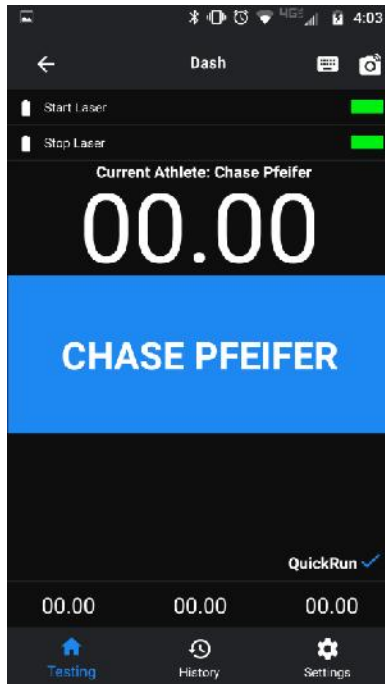 4G 4:03
Dash
Start Laser
Stop Laser
Current Athlete: Chase Pfeifer
00.00
CHASE PFEIFER
QuickRun
00.00 00.00 00.00
Testing History Settings